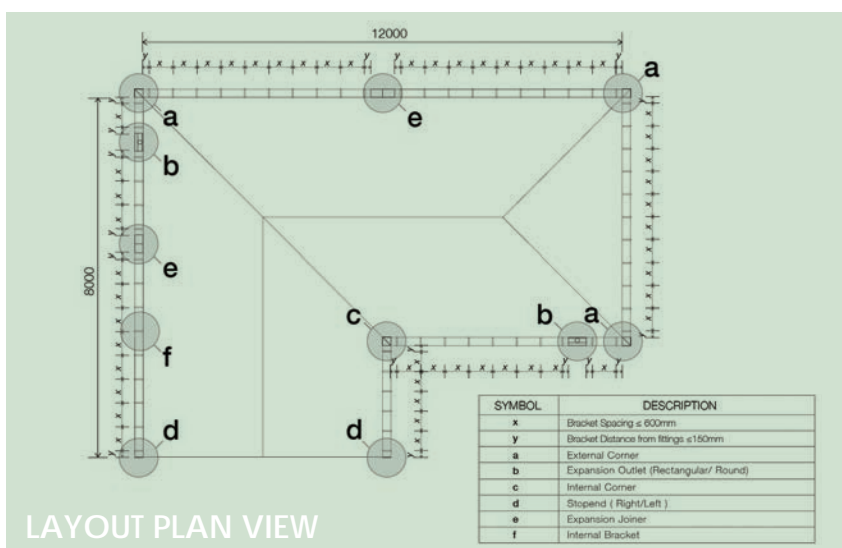 12000
y x x x x x x x x x y y x x x x x x x x x y
a
a
e
b
8000
e
c
b
a
f
d
d
SYMBOL DESCRIPTION
x Bracket Spacing ≤ 600mm
y Bracket Distance from fittings ≤150mm
a External Corner
b Expansion Outlet (Rectangular/ Round)
c Internal Corner
d Stopend ( Right/Left )
e Expansion Joiner
f Internal Bracket
LAYOUT PLAN VIEW